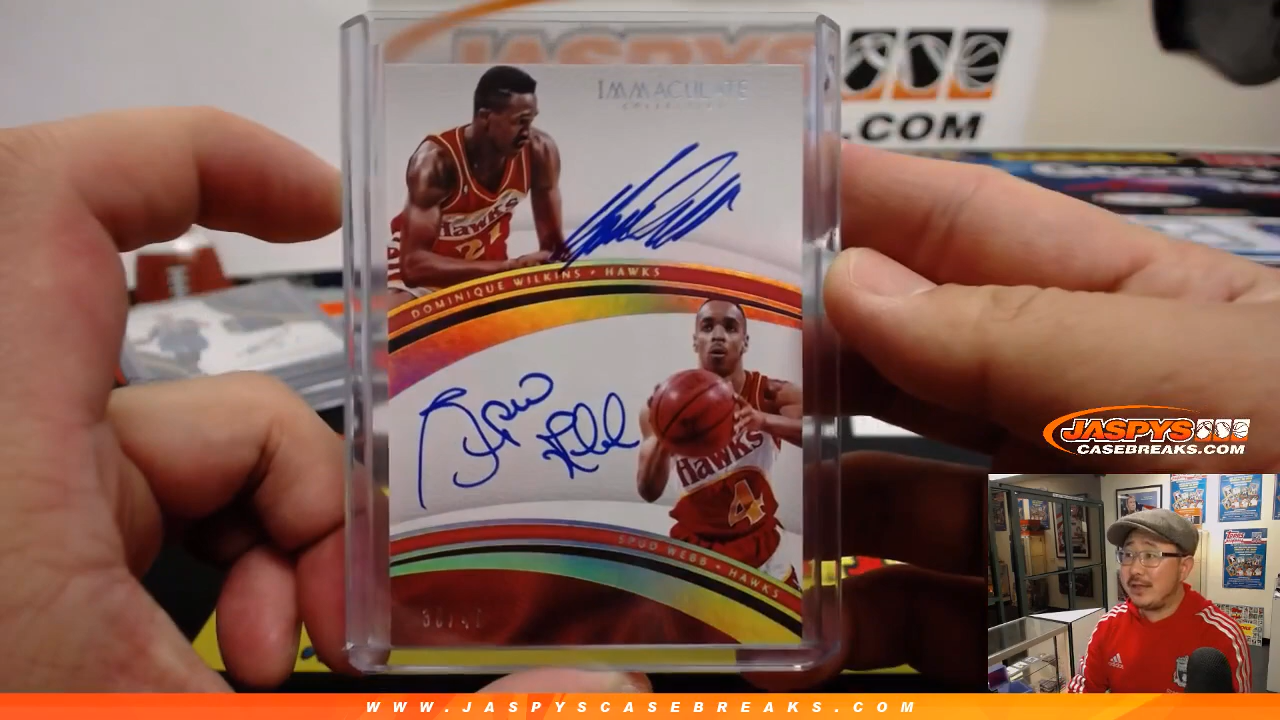 JASPYS
.COM
IMMACULATE
COLLECTION
Hawks
21
DOMINIQUE WILKINS • HAWKS
Hawks
4
SPUD WEBB • HAWKS
JASPYS
CASEBREAKS.COM
WWW.JASPYSCASEBREAKS.COM